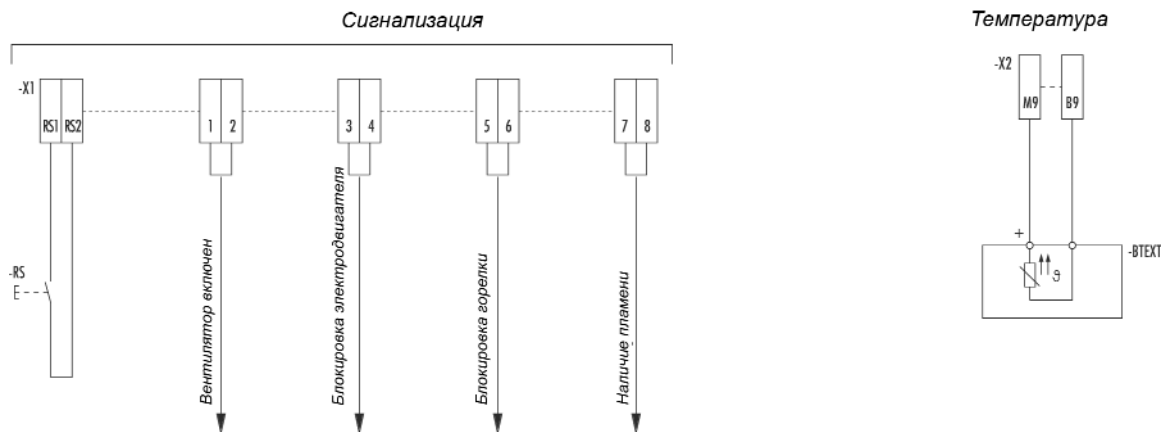 Сигнализация
Температура
-X1
RS1 RS2
1 2
3 4
5 6
7 8
-X2
M9
B9
-RS
E
Вентилятор включен
Блокировка электродвигателя
Блокировка горелки
Наличие пламени
+
-BTEXT
ϑ